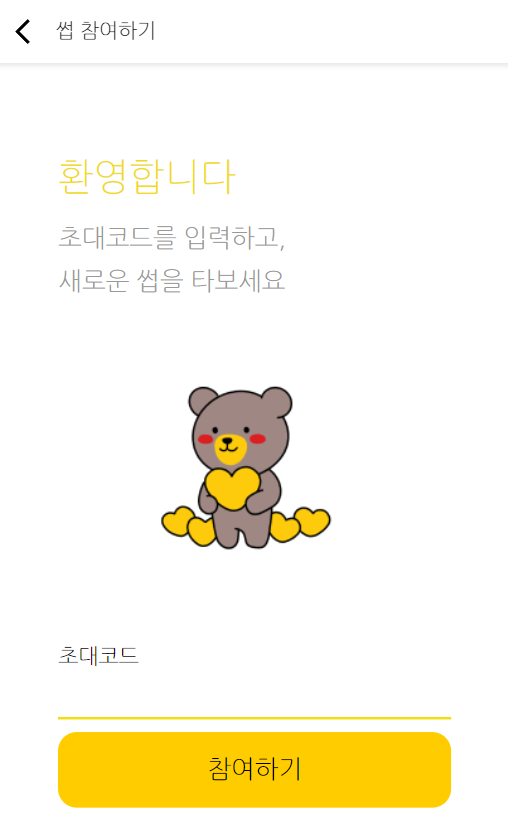 썹 참여하기
환영합니다
초대코드를 입력하고,
새로운 썹을 타보세요
초대코드
참여하기